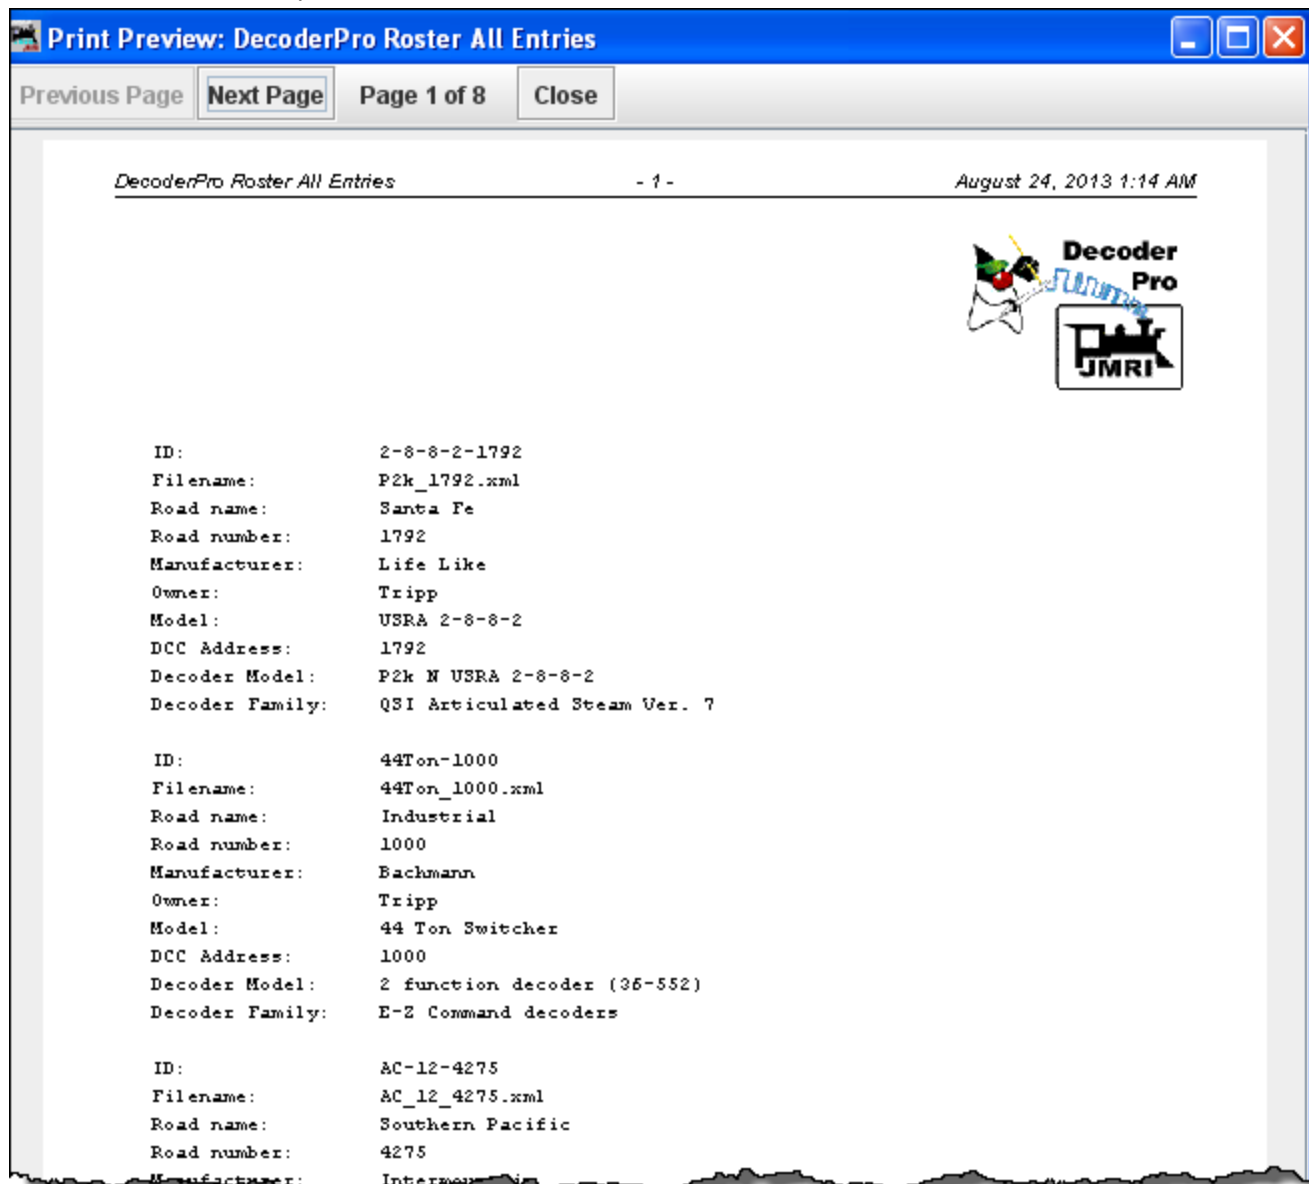 Print Preview: DecoderPro Roster All Entries
Previous Page Next Page Page 1 of 8 Close
DecoderPro Roster All Entries - 1 - August 24, 2013 1:14 AM
Decoder
Pro
JMRI
ID: 2-8-8-2-1792
Filename: P2k_1792.xml
Road name: Santa Fe
Road number: 1792
Manufacturer: Life Like
Owner: Tripp
Model: USRA 2-8-8-2
DCC Address: 1792
Decoder Model: P2k N USRA 2-8-8-2
Decoder Family: QSI Articulated Steam Ver. 7
ID: 44Ton-1000
Filename: 44Ton_1000.xml
Road name: Industrial
Road number: 1000
Manufacturer: Bachmann
Owner: Tripp
Model: 44 Ton Switcher
DCC Address: 1000
Decoder Model: 2 function decoder (36-552)
Decoder Family: E-Z Command decoders
ID: AC-12-4275
Filename: AC_12_4275.xml
Road name: Southern Pacific
Road number: 4275
Manufacturer: